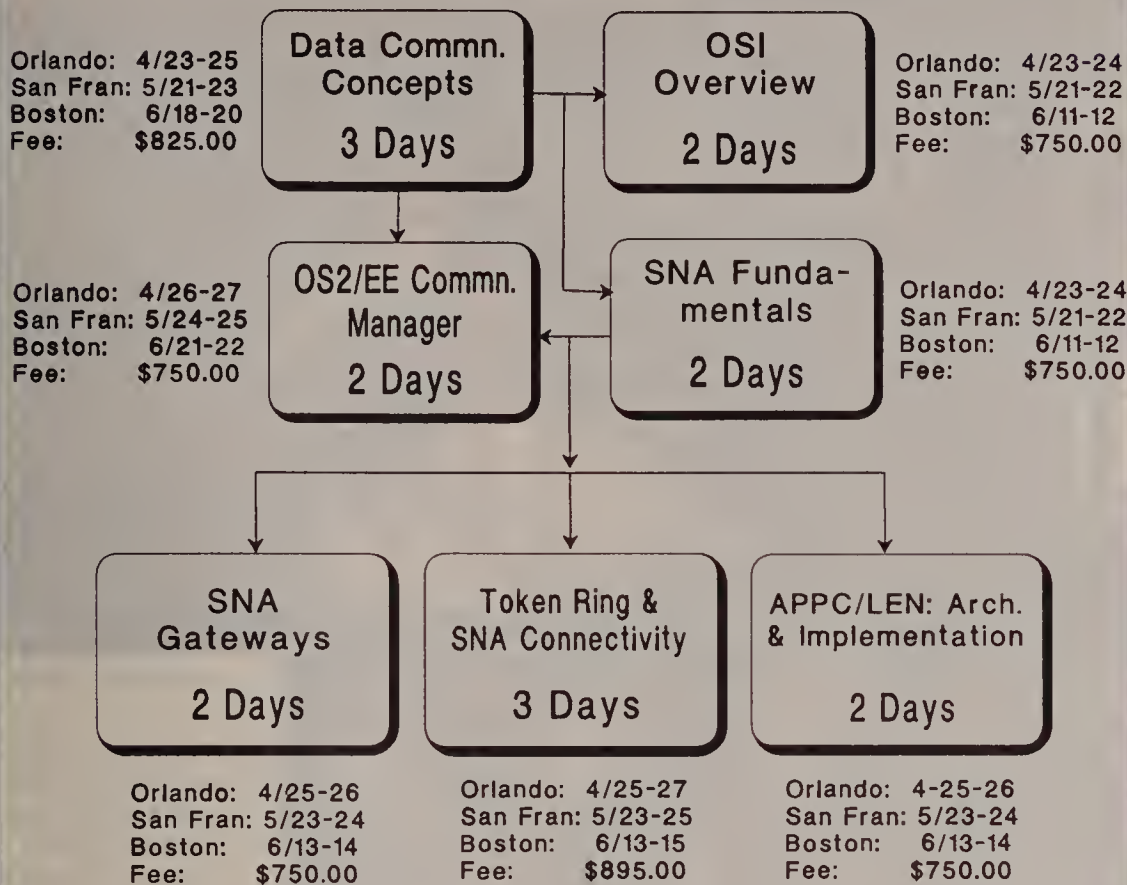 Orlando: 4/23-25
San Fran: 5/21-23
Boston: 6/18-20
Fee: $825.00
Data Commn.
Concepts
3 Days
OSI
Overview
2 Days
Orlando: 4/23-24
San Fran: 5/21-22
Boston: 6/11-12
Fee: $750.00
Orlando: 4/26-27
San Fran: 5/24-25
Boston: 6/21-22
Fee: $750.00
OS2/EE Commn.
Manager
2 Days
SNA Funda-
mentals
2 Days
Orlando: 4/23-24
San Fran: 5/21-22
Boston: 6/11-12
Fee: $750.00
SNA
Gateways
2 Days
Token Ring &
SNA Connectivity
3 Days
APPC/LEN: Arch.
& Implementation
2 Days
Orlando: 4/25-26
San Fran: 5/23-24
Boston: 6/13-14
Fee: $750.00
Orlando: 4/25-27
San Fran: 5/23-25
Boston: 6/13-15
Fee: $895.00
Orlando: 4-25-26
San Fran: 5/23-24
Boston: 6/13-14
Fee: $750.00